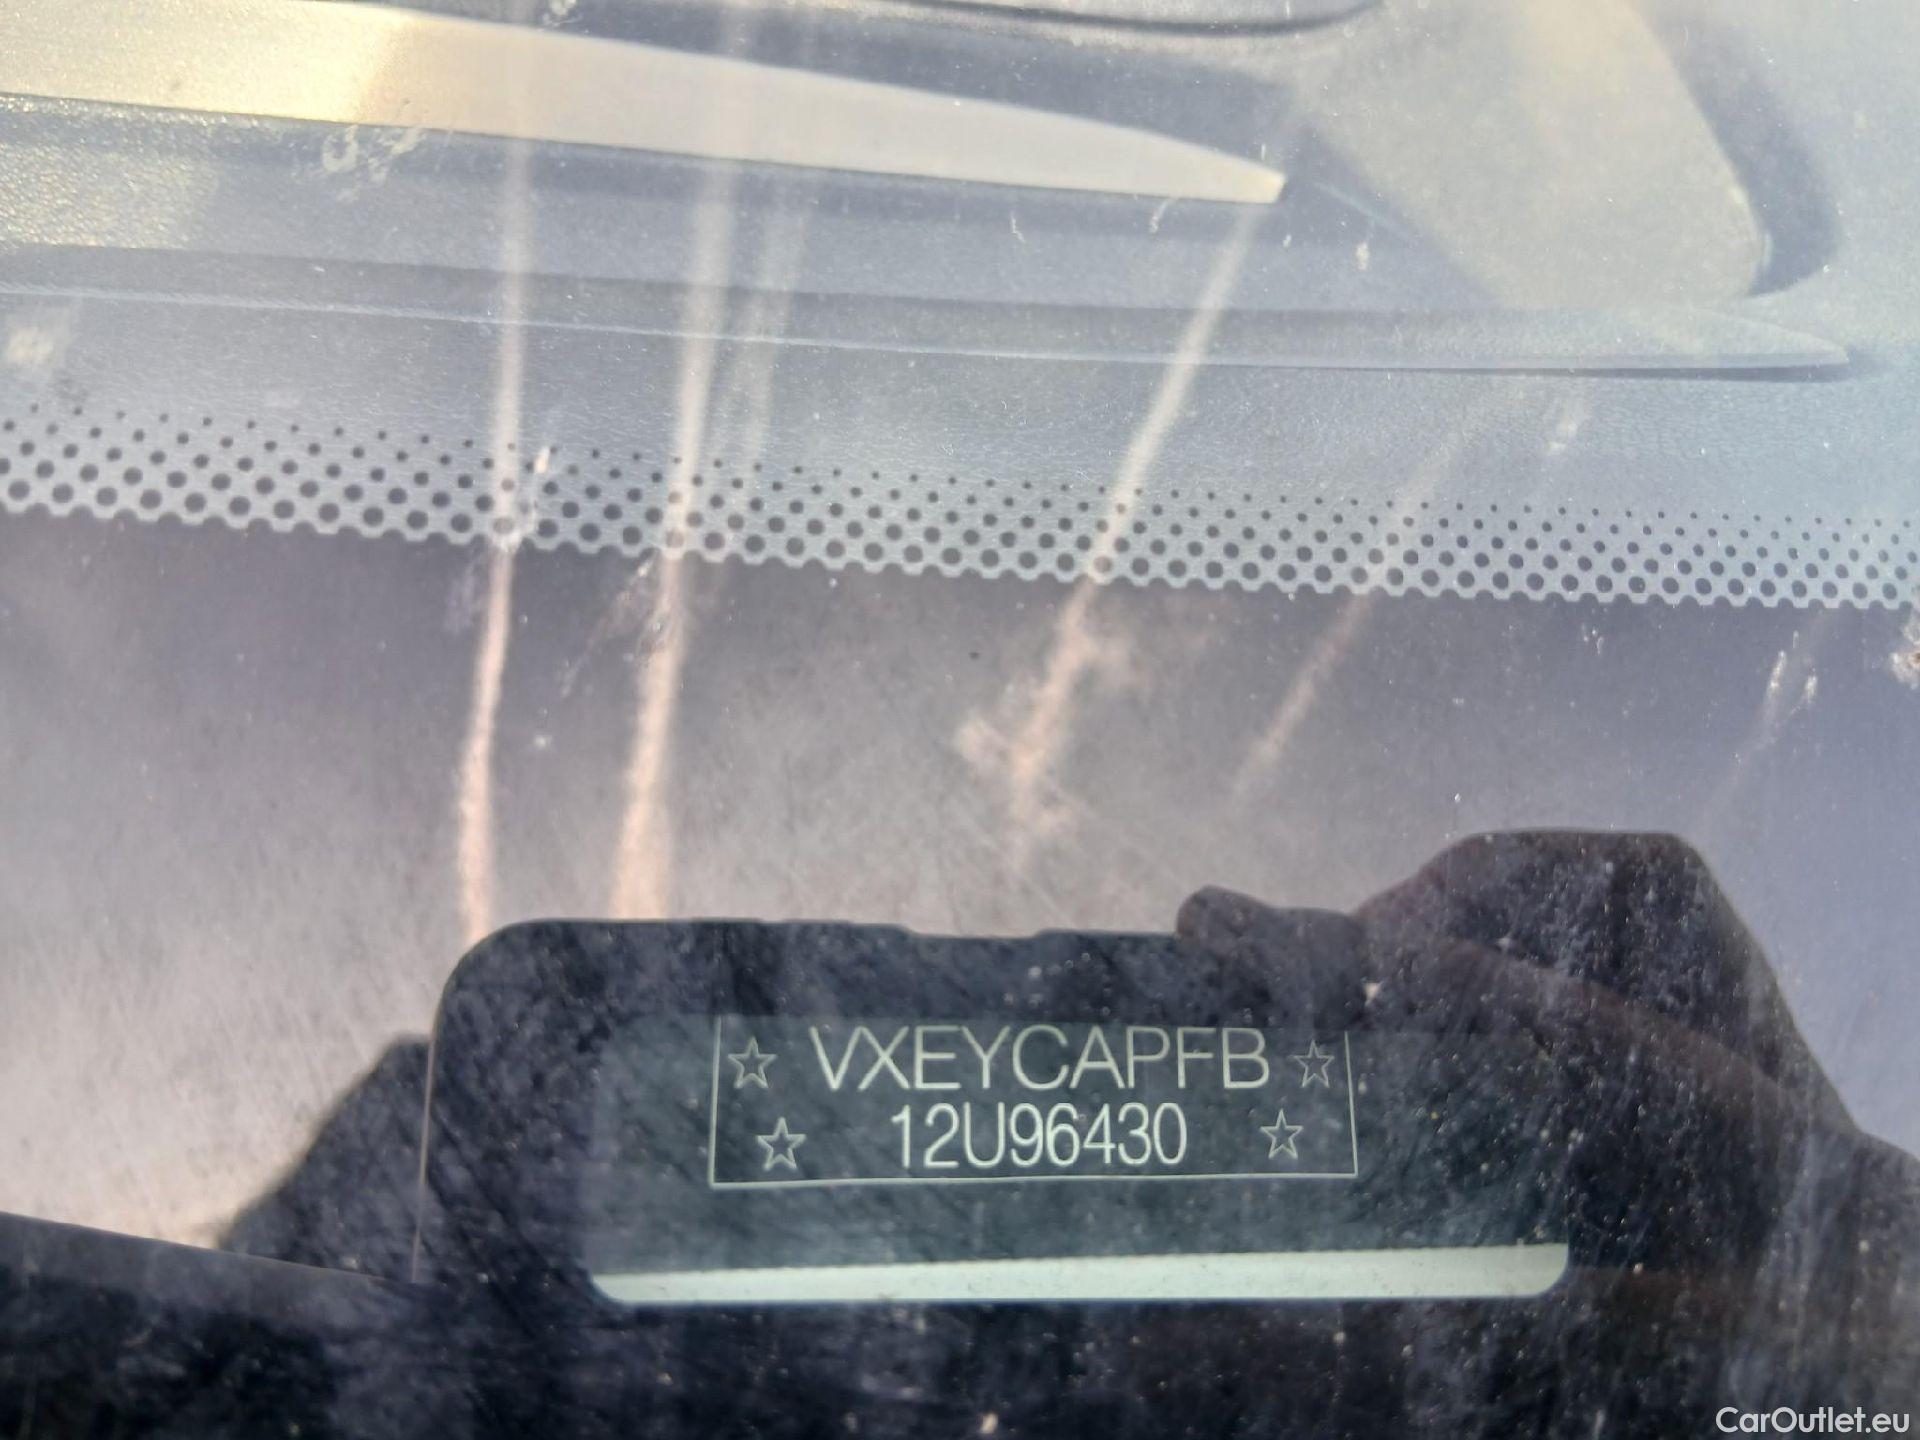 ☆ VXEYCAPFB ☆
☆ 12U96430 ☆
CarOutlet.eu